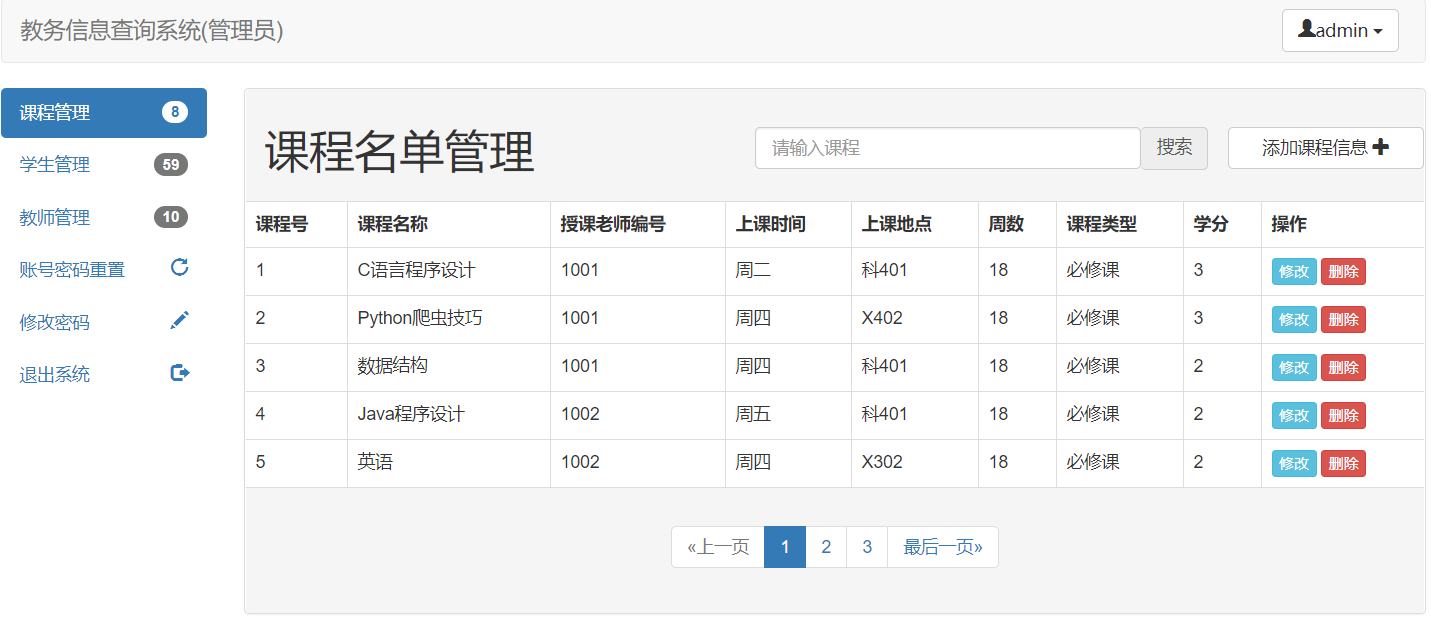 教务信息查询系统(管理员)
admin
课程管理 8
学生管理 59
教师管理 10
账号密码重置
修改密码
退出系统
课程名单管理 请输入课程 搜索 添加课程信息
课程号 课程名称 授课老师编号 上课时间 上课地点 周数 课程类型 学分 操作
1 C语言程序设计 1001 周二 科401 18 必修课 3 修改 删除
2 Python爬虫技巧 1001 周四 X402 18 必修课 3 修改 删除
3 数据结构 1001 周四 科401 18 必修课 2 修改 删除
4 Java程序设计 1002 周五 科401 18 必修课 2 修改 删除
5 英语 1002 周四 X302 18 必修课 2 修改 删除
«上一页 1 2 3 最后一页»